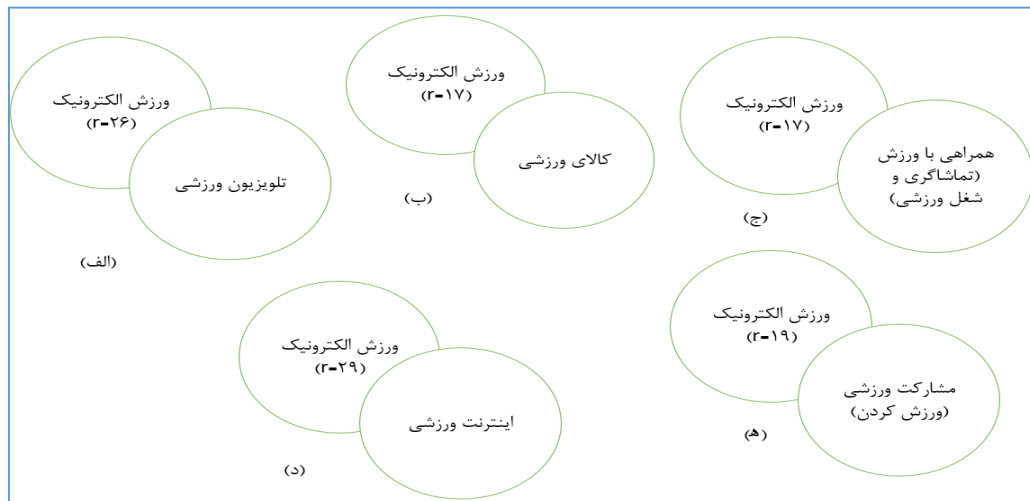 ورزش الکترونیک
(r=۱۷)
همراهی با ورزش
(تماشاگری و
شغل ورزشی)
(ج)
ورزش الکترونیک
(r=۱۷)
کالای ورزشی
(ب)
ورزش الکترونیک
(r=۲۶)
تلویزیون ورزشی
(الف)
ورزش الکترونیک
(r=۱۹)
مشارکت ورزشی
(ورزش کردن)
(ه)
ورزش الکترونیک
(r=۲۹)
اینترنت ورزشی
(د)